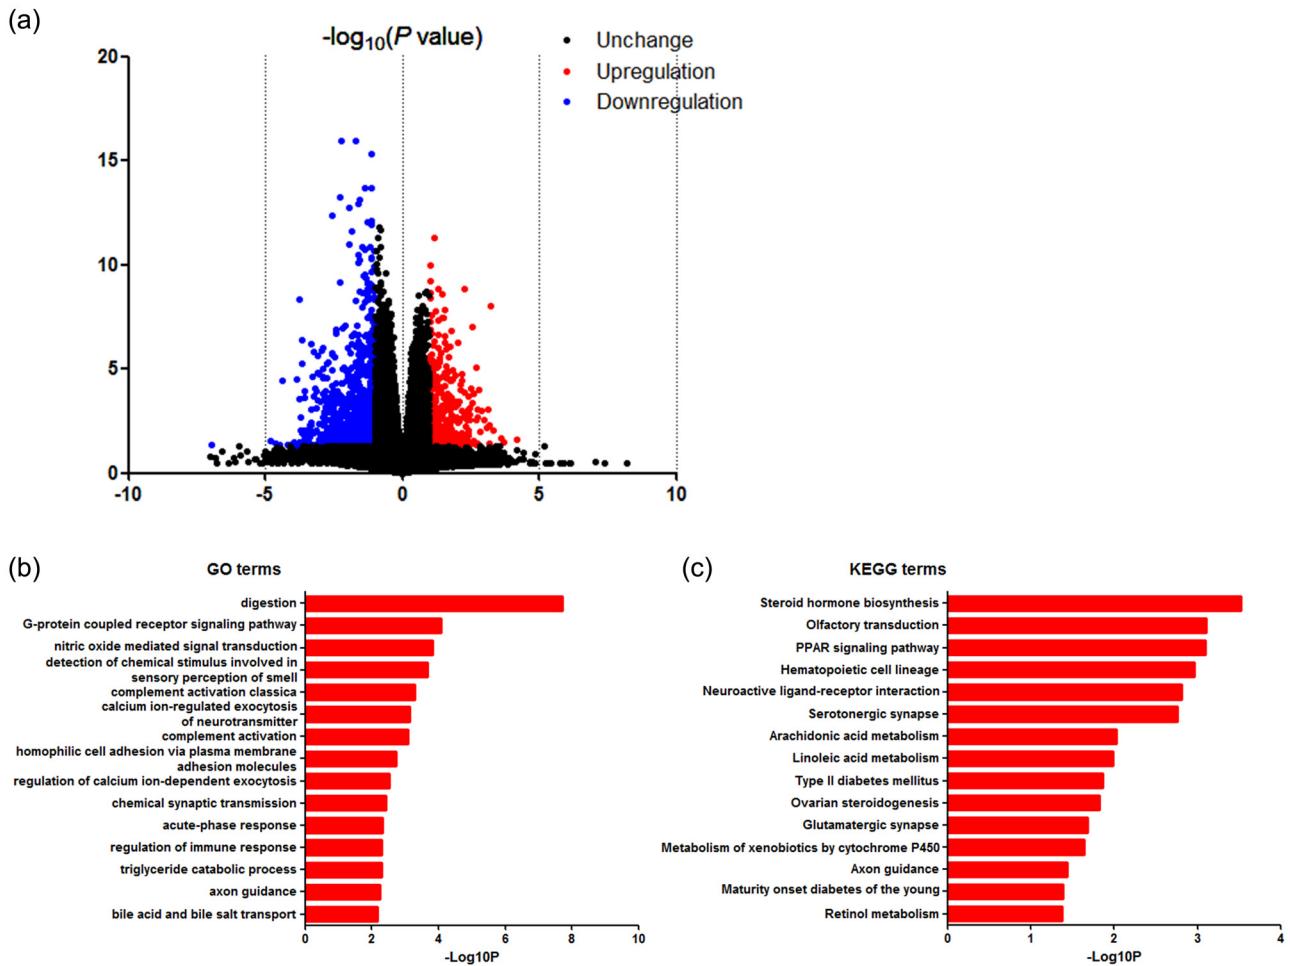 (a)
-log10(P value)
Unchange
Upregulation
Downregulation
20
15
10
5
0
-10
-5
0
5
10
(b)
GO terms
digestion
G-protein coupled receptor signaling pathway
nitric oxide mediated signal transduction
detection of chemical stimulus involved in
sensory perception of smell
complement activation classica
calcium ion-regulated exocytosis
of neurotransmitter
complement activation
homophilic cell adhesion via plasma membrane
adhesion molecules
regulation of calcium ion-dependent exocytosis
chemical synaptic transmission
acute-phase response
regulation of immune response
triglyceride catabolic process
axon guidance
bile acid and bile salt transport
0
2
4
6
8
10
-Log10P
(c)
KEGG terms
Steroid hormone biosynthesis
Olfactory transduction
PPAR signaling pathway
Hematopoietic cell lineage
Neuroactive ligand-receptor interaction
Serotonergic synapse
Arachidonic acid metabolism
Linoleic acid metabolism
Type II diabetes mellitus
Ovarian steroidogenesis
Glutamatergic synapse
Metabolism of xenobiotics by cytochrome P450
Axon guidance
Maturity onset diabetes of the young
Retinol metabolism
0
1
2
3
4
-Log10P